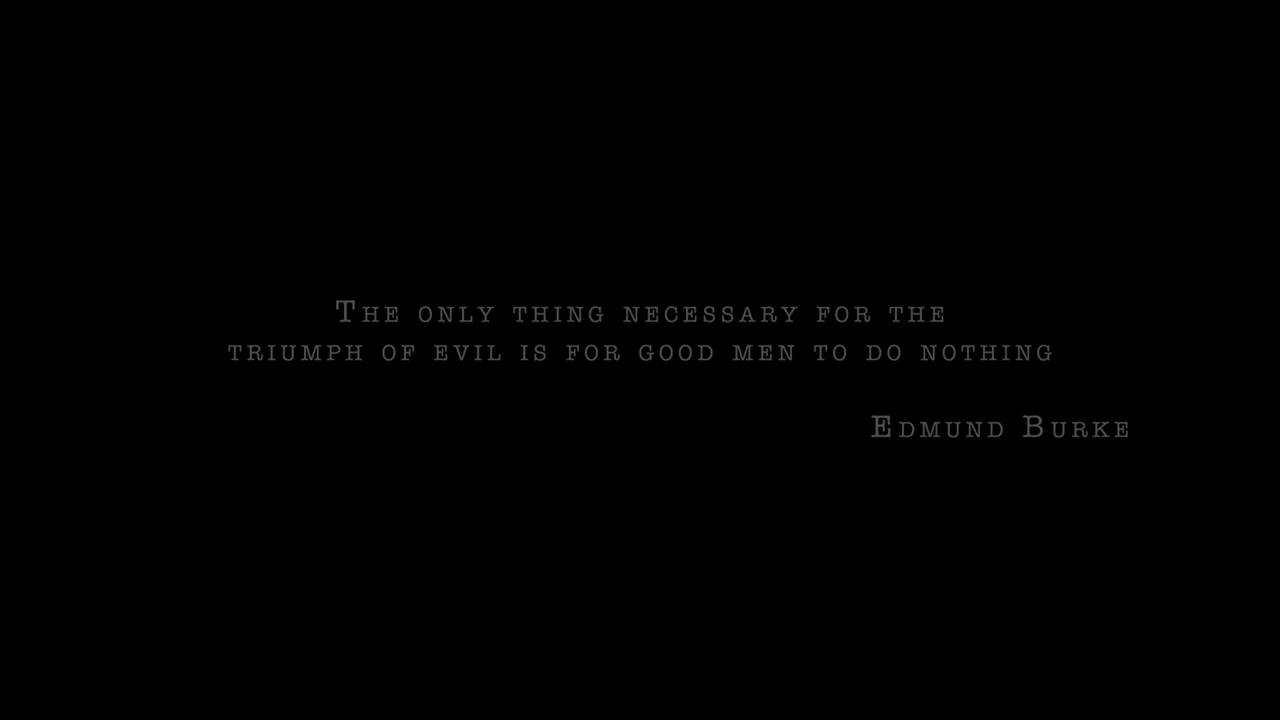 The only thing necessary for the
triumph of evil is for good men to do nothing
Edmund Burke